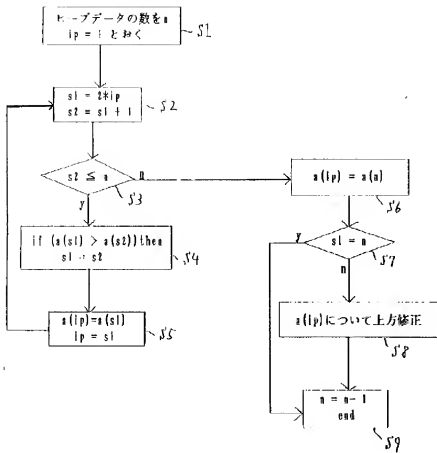 ヒープデータの数をn
ip = 1 とおく
S1
s1 = 2*ip
s2 = s1 + 1
S2
s2 ≤ n
S3
n
y
if (a(s1) > a(s2)) then
s1 = s2
S4
a(ip)=a(s1)
ip = s1
S5
a(ip) = a(n)
S6
y
s1 = n
S7
n
a(ip)について上方修正
S8
n = n-1
end
S9